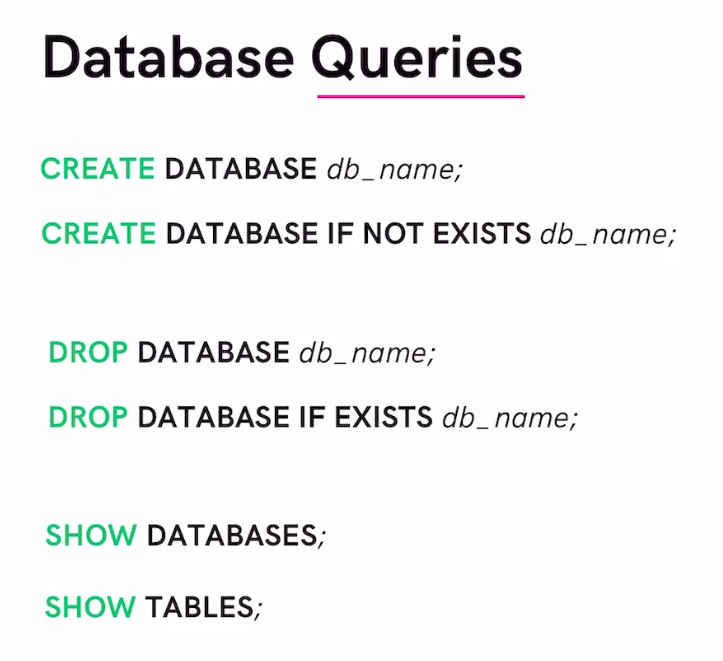 Database Queries
CREATE DATABASE db_name;
CREATE DATABASE IF NOT EXISTS db_name;
DROP DATABASE db_name;
DROP DATABASE IF EXISTS db_name;
SHOW DATABASES;
SHOW TABLES;